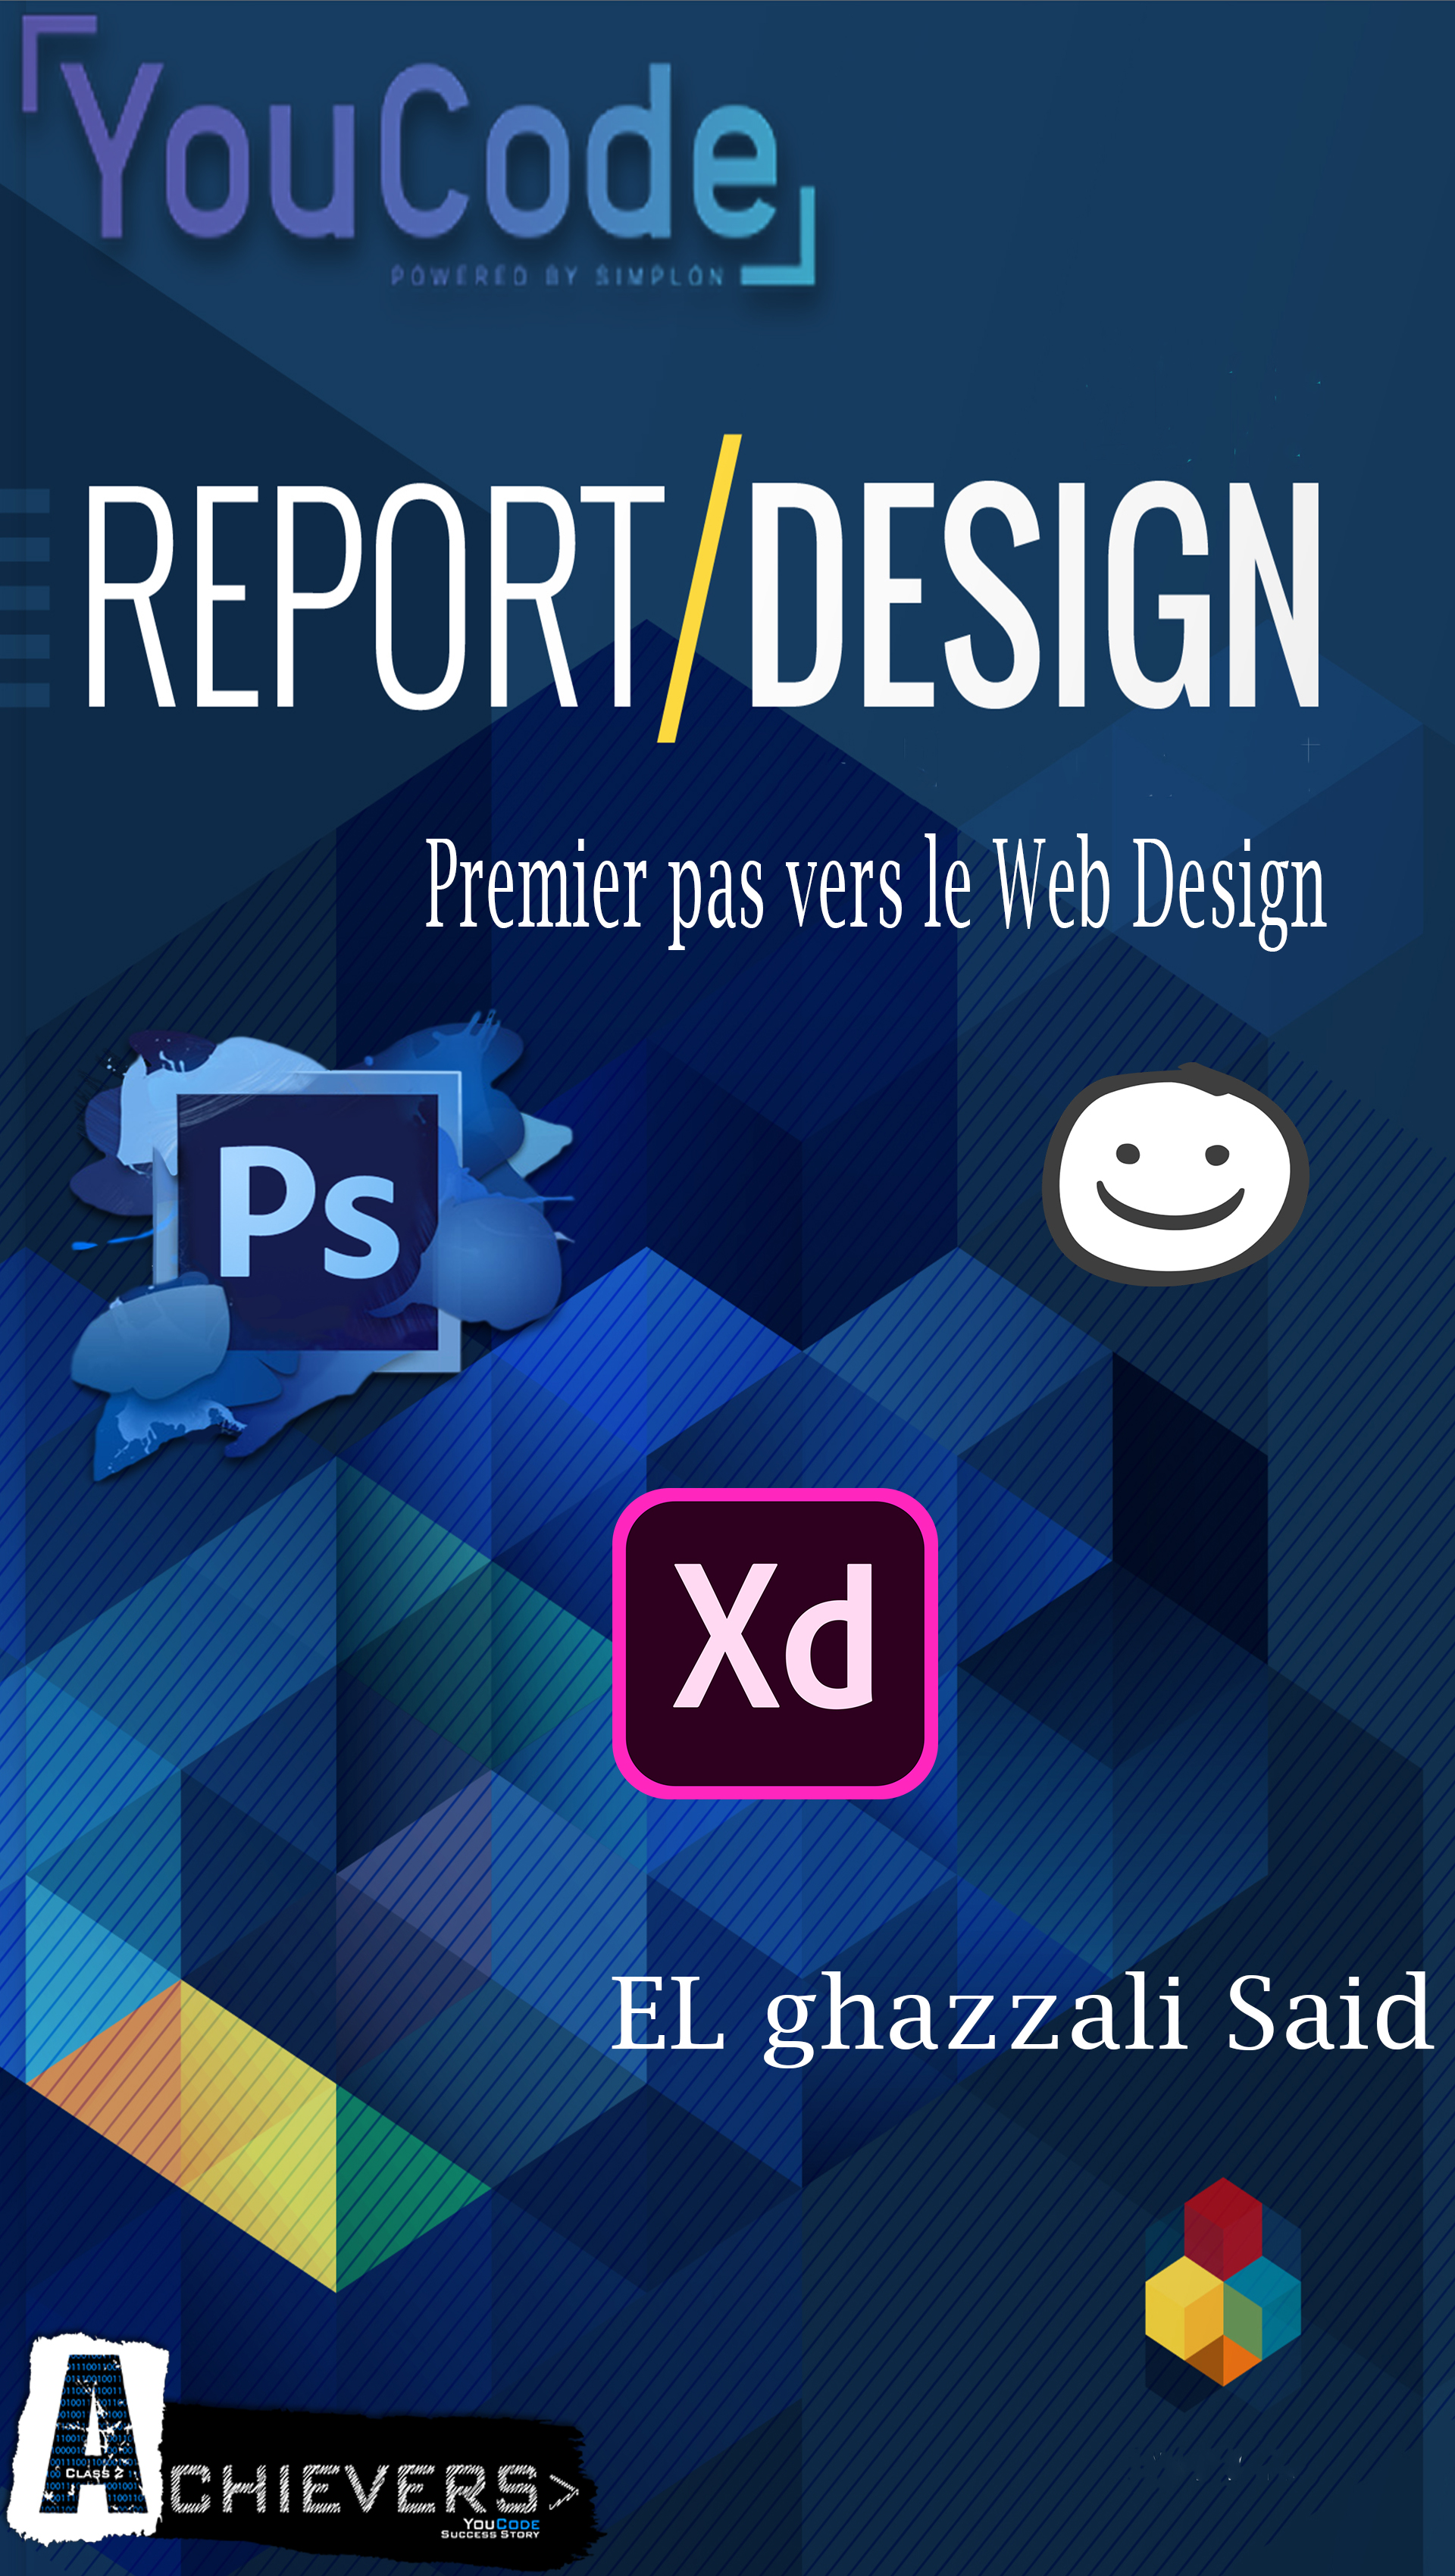 YouCode
POWERED BY SIMPLON
REPORT/DESIGN
Premier pas vers le Web Design
Ps
Xd
EL ghazzali Said
ACHIEVERS>
CLASS 2
YOUCODE
SUCCESS STORY